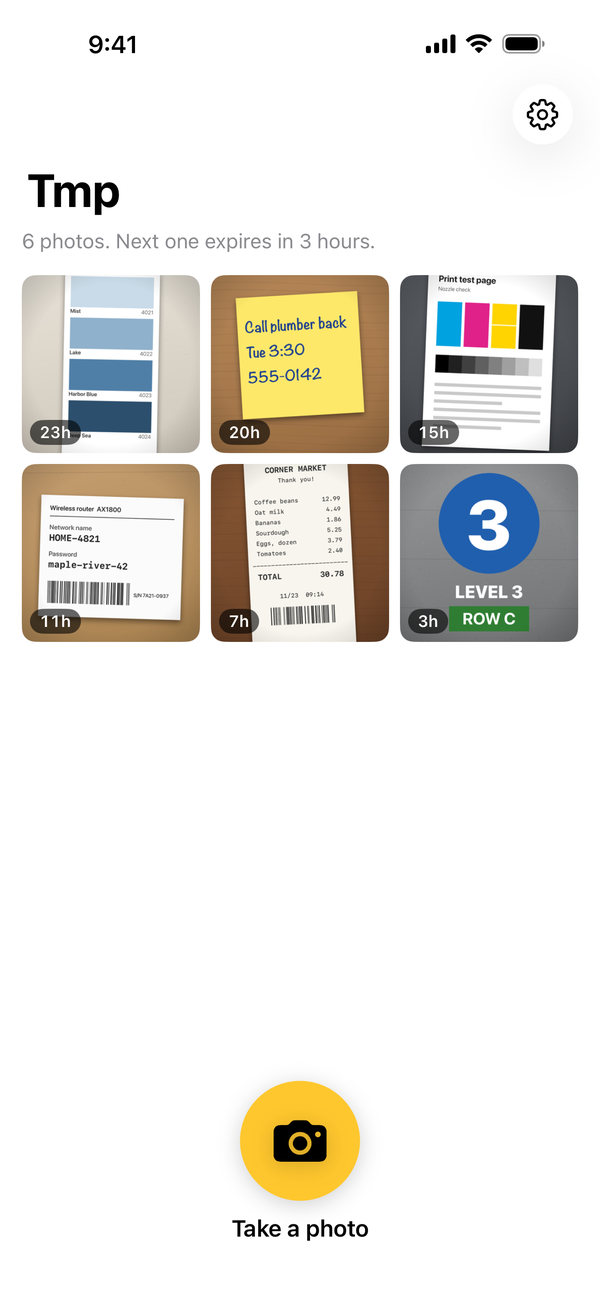 9:41
Tmp
6 photos. Next one expires in 3 hours.
Mist 4021
Lake 4022
Harbor Blue 4023
Sea 4024
23h
Call plumber back
Tue 3:30
555-0142
20h
Print test page
Nozzle check
15h
Wireless router AX1800
Network name
HOME-4821
Password
maple-river-42
S/N 7A21-0937
11h
CORNER MARKET
Thank you!
Coffee beans 12.99
Oat milk 4.49
Bananas 1.86
Sourdough 5.25
Eggs, dozen 3.79
Tomatoes 2.40
TOTAL 30.78
11/23 09:14
7h
3
LEVEL 3
ROW C
3h
Take a photo